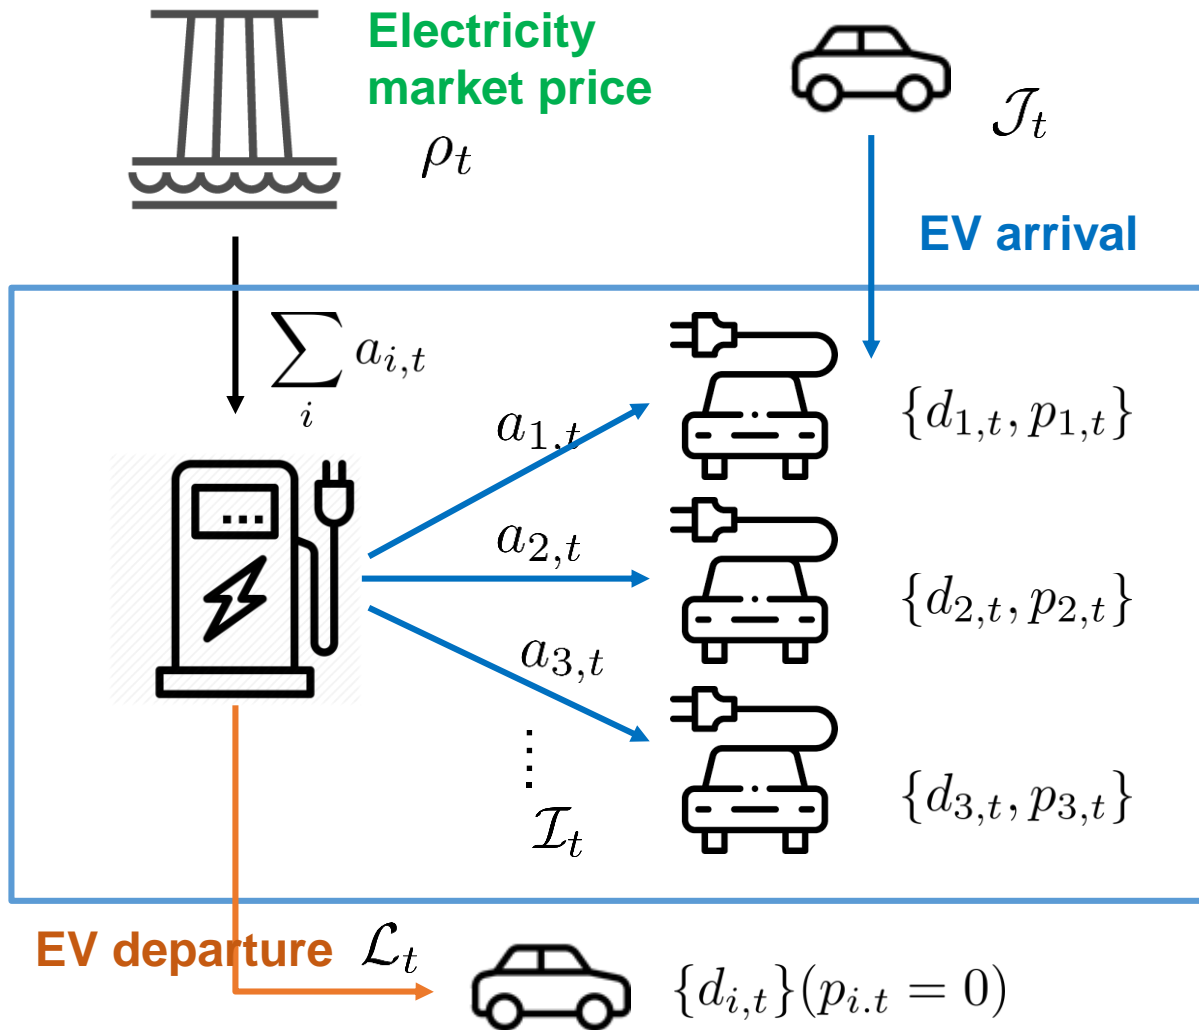 Electricity
market price
ρ_t
𝒥_t
EV arrival
∑_i a_{i,t}
a_{1.t}
{d_{1,t}, p_{1,t}}
a_{2,t}
{d_{2,t}, p_{2,t}}
a_{3,t}
{d_{3,t}, p_{3,t}}
⋮
ℐ_t
EV departure ℒ_t
{d_{i,t}}(p_{i.t} = 0)